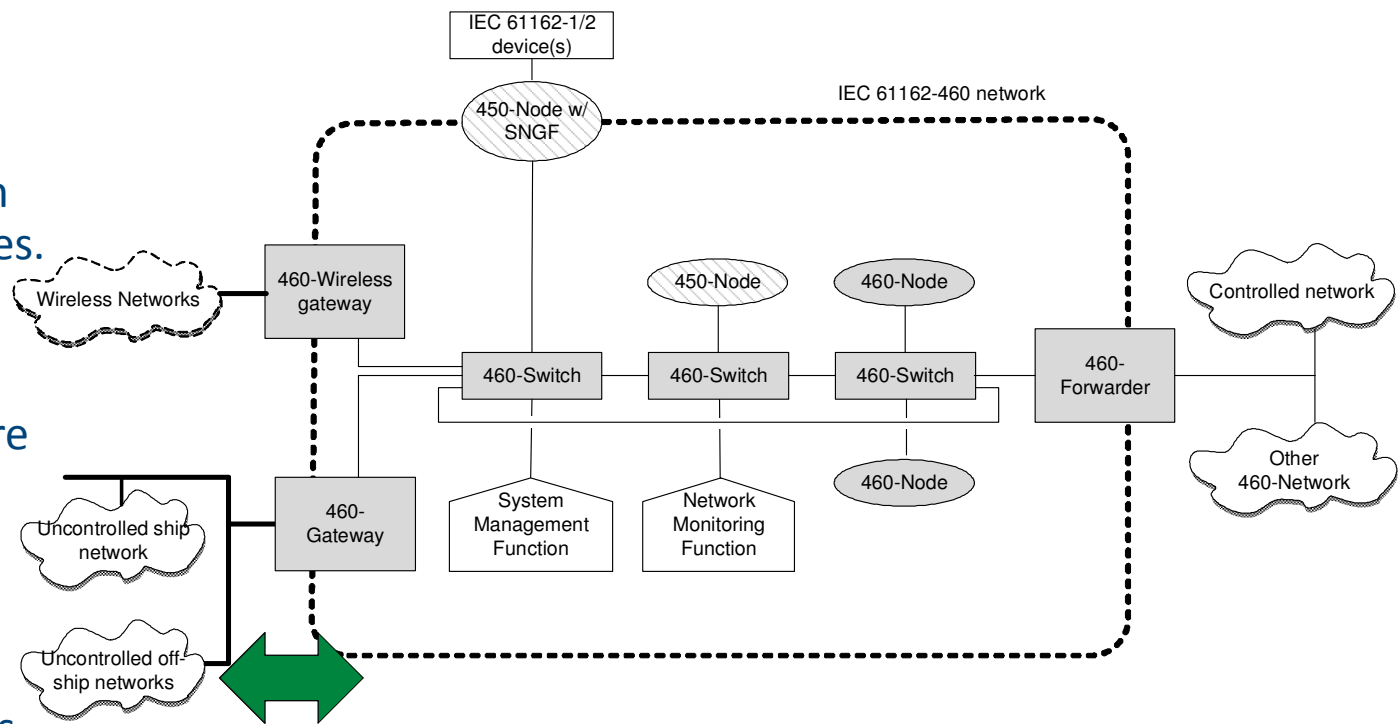 IEC 61162-1/2
device(s)
450-Node w/
SNGF
IEC 61162-460 network
es.
Wireless Networks
460-Wireless
gateway
450-Node
460-Node
Controlled network
460-Switch
460-Switch
460-Switch
460-
Forwarder
re
Uncontrolled ship
network
460-
Gateway
System
Management
Function
Network
Monitoring
Function
460-Node
Other
460-Network
Uncontrolled off-
ship networks